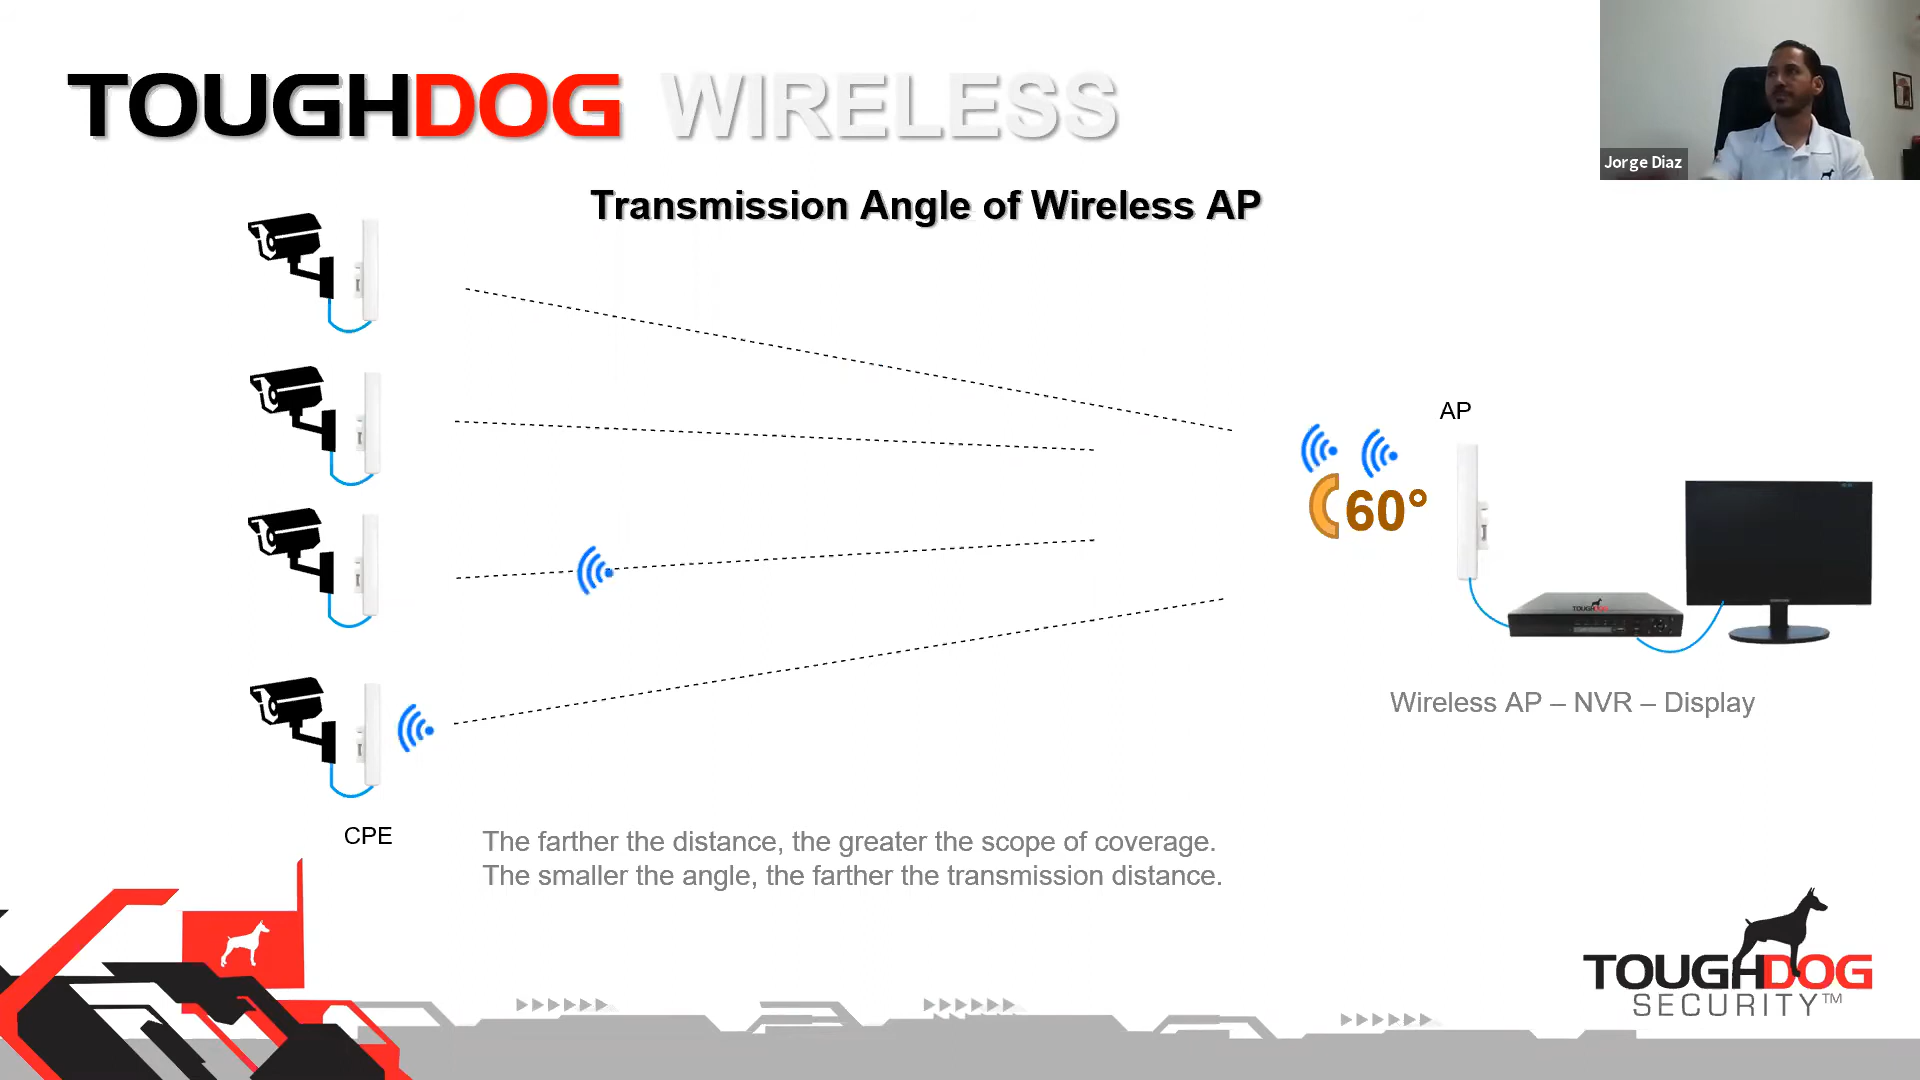 TOUGHDOG WIRELESS
Jorge Diaz
Transmission Angle of Wireless AP
AP
60°
TOUGHDOG
Wireless AP – NVR – Display
CPE
The farther the distance, the greater the scope of coverage.
The smaller the angle, the farther the transmission distance.
TOUGHDOG
SECURITY™